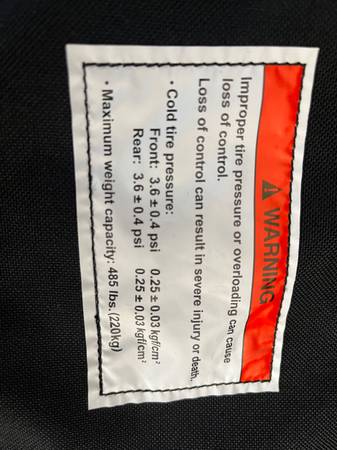 ⚠ WARNING
Improper tire pressure or overloading can cause
loss of control.
Loss of control can result in severe injury or death.
• Cold tire pressure:
Front: 3.6 ± 0.4 psi 0.25 ± 0.03 kgf/cm²
Rear: 3.6 ± 0.4 psi 0.25 ± 0.03 kgf/cm²
• Maximum weight capacity: 485 lbs. (220kg)